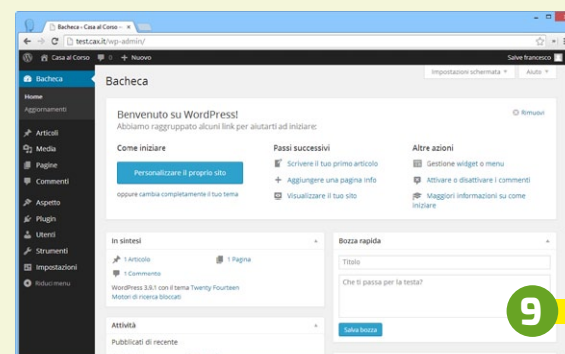 Bacheca ‹ Casa al Corso —
test.cax.it/wp-admin/
Casa al Corso 0 + Nuovo
Salve francesco
Bacheca
Home
Aggiornamenti
Articoli
Media
Pagine
Commenti
Aspetto
Plugin
Utenti
Strumenti
Impostazioni
Riduci menu
Impostazioni schermata Aiuto
Bacheca
Benvenuto su WordPress!
Abbiamo raggruppato alcuni link per aiutarti ad iniziare:
Rimuovi
Come iniziare
Personalizzare il proprio sito
oppure cambia completamente il tuo tema
Passi successivi
Scrivere il tuo primo articolo
Aggiungere una pagina info
Visualizzare il tuo sito
Altre azioni
Gestione widget o menu
Attivare o disattivare i commenti
Maggiori informazioni su come
iniziare
In sintesi
1 Articolo 1 Pagina
1 Commento
WordPress 3.9.1 con il tema Twenty Fourteen
Motori di ricerca bloccati
Attività
Pubblicati di recente
Bozza rapida
Titolo
Che ti passa per la testa?
Salva bozza
9